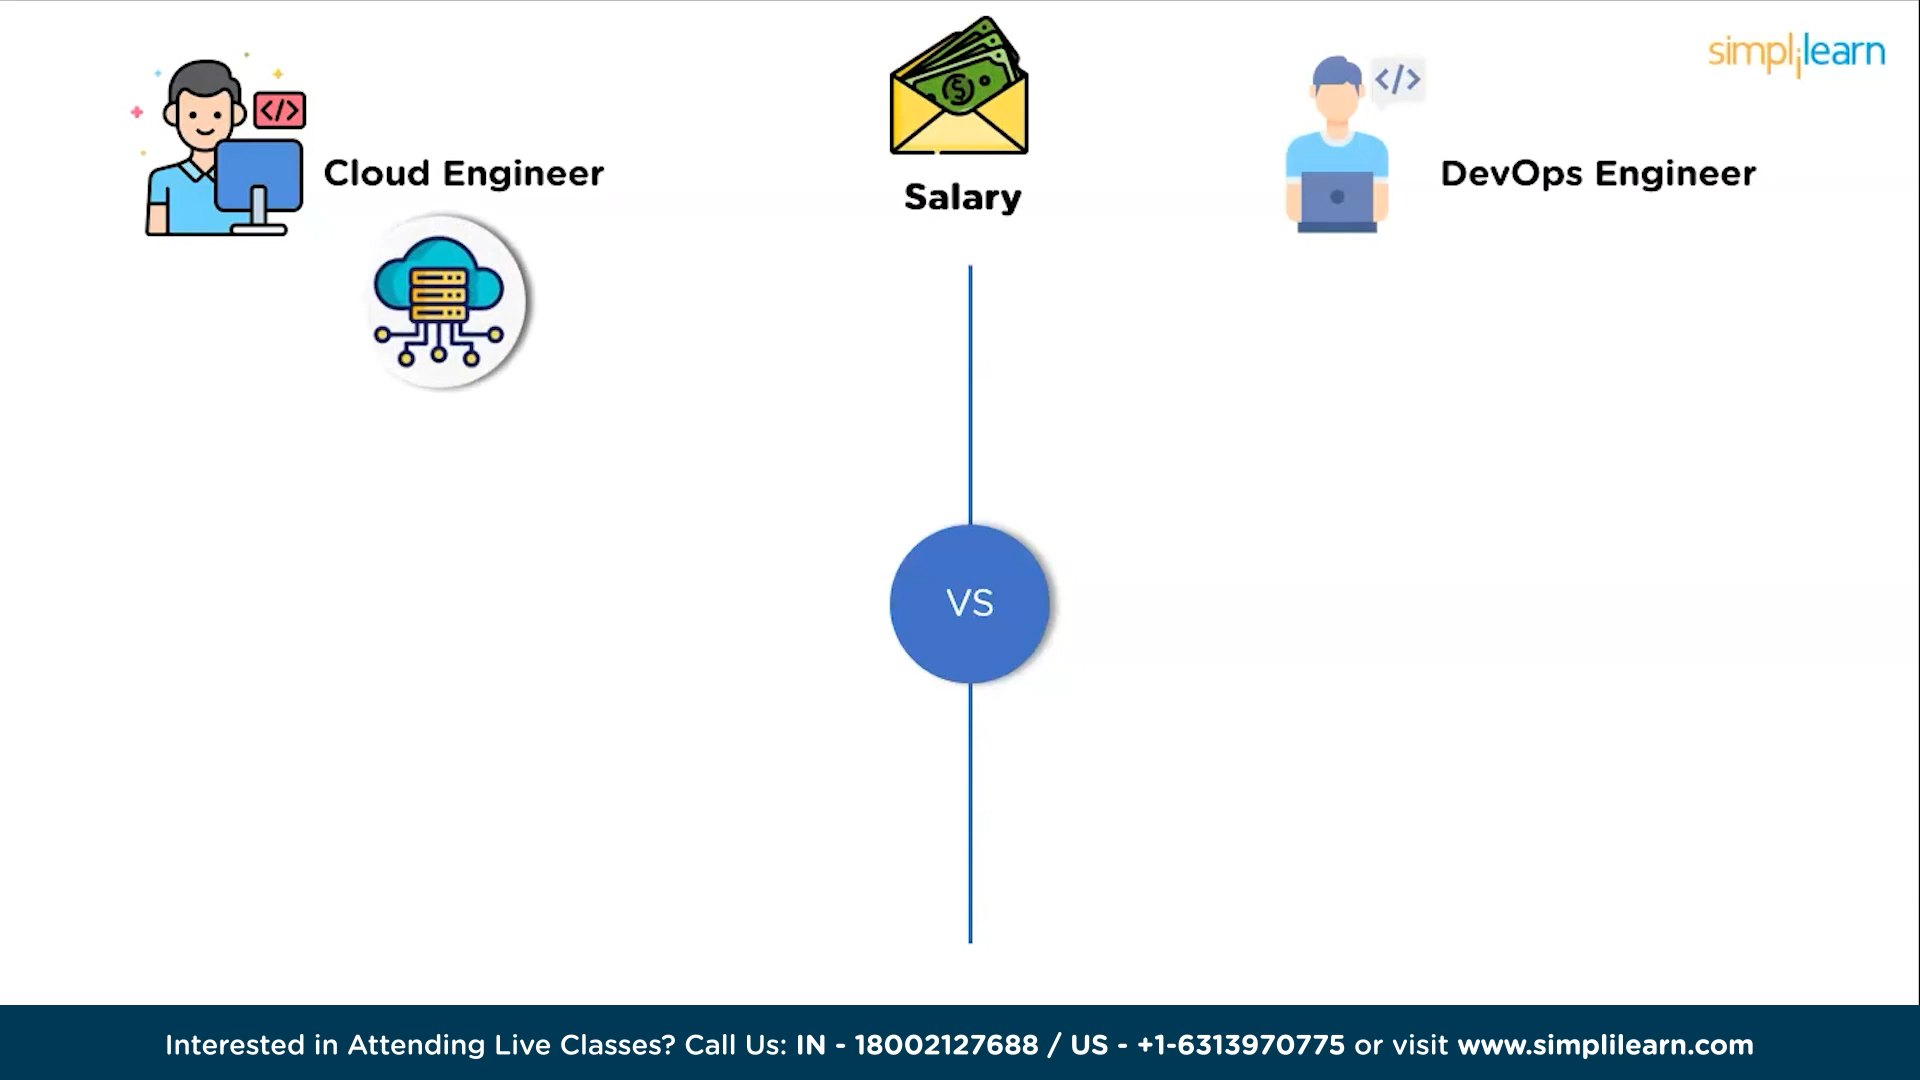 simplilearn
</>
Cloud Engineer
Salary
</>
DevOps Engineer
VS
Interested in Attending Live Classes? Call Us: IN - 18002127688 / US - +1-6313970775 or visit www.simplilearn.com